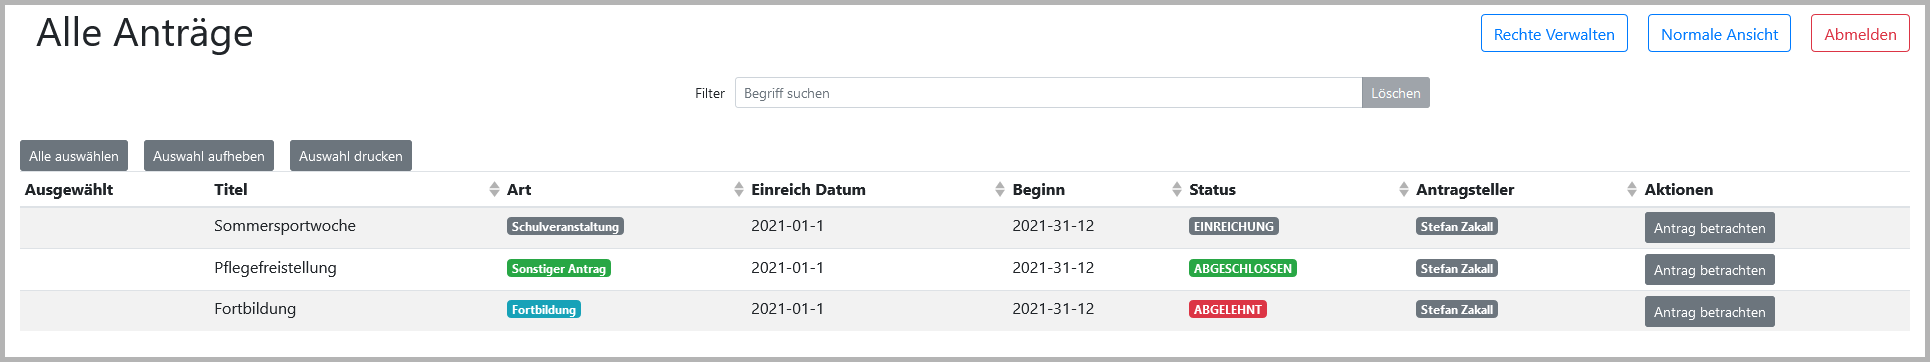 Alle Anträge
Rechte Verwalten Normale Ansicht Abmelden
Filter Begriff suchen Löschen
Alle auswählen Auswahl aufheben Auswahl drucken
Ausgewählt Titel Art Einreich Datum Beginn Status Antragsteller Aktionen
Sommersportwoche Schulveranstaltung 2021-01-1 2021-31-12 EINREICHUNG Stefan Zakall Antrag betrachten
Pflegefreistellung Sonstiger Antrag 2021-01-1 2021-31-12 ABGESCHLOSSEN Stefan Zakall Antrag betrachten
Fortbildung Fortbildung 2021-01-1 2021-31-12 ABGELEHNT Stefan Zakall Antrag betrachten